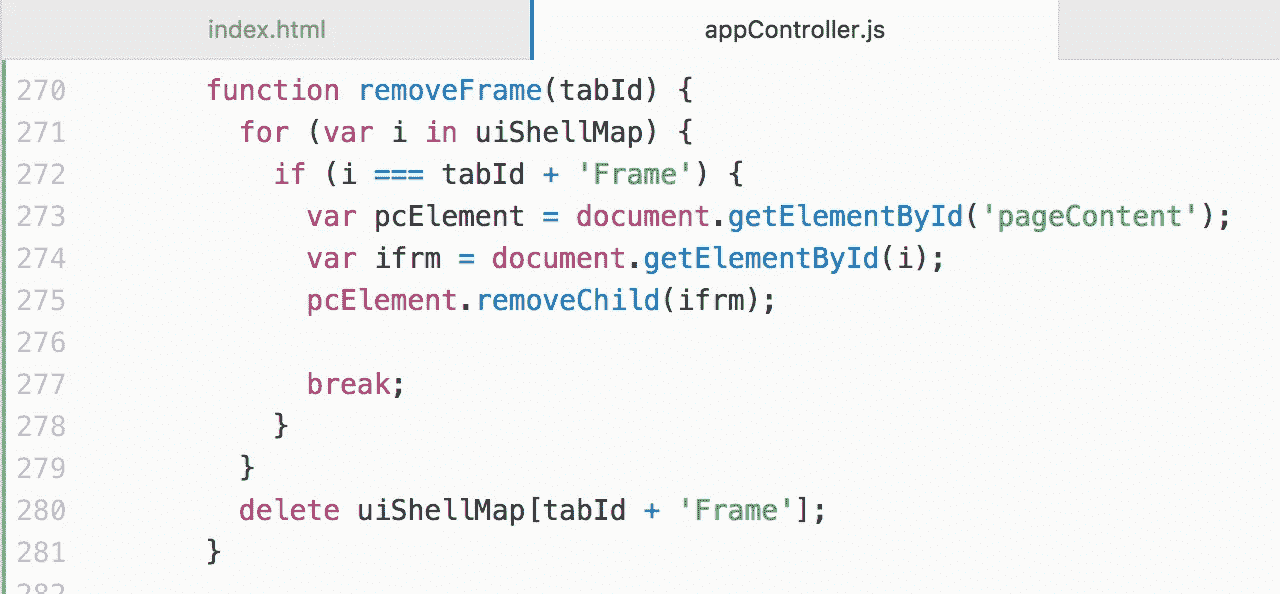 index.html
appController.js
270 function removeFrame(tabId) {
271 for (var i in uiShellMap) {
272 if (i === tabId + 'Frame') {
273 var pcElement = document.getElementById('pageContent');
274 var ifrm = document.getElementById(i);
275 pcElement.removeChild(ifrm);
276
277 break;
278 }
279 }
280 delete uiShellMap[tabId + 'Frame'];
281 }
282